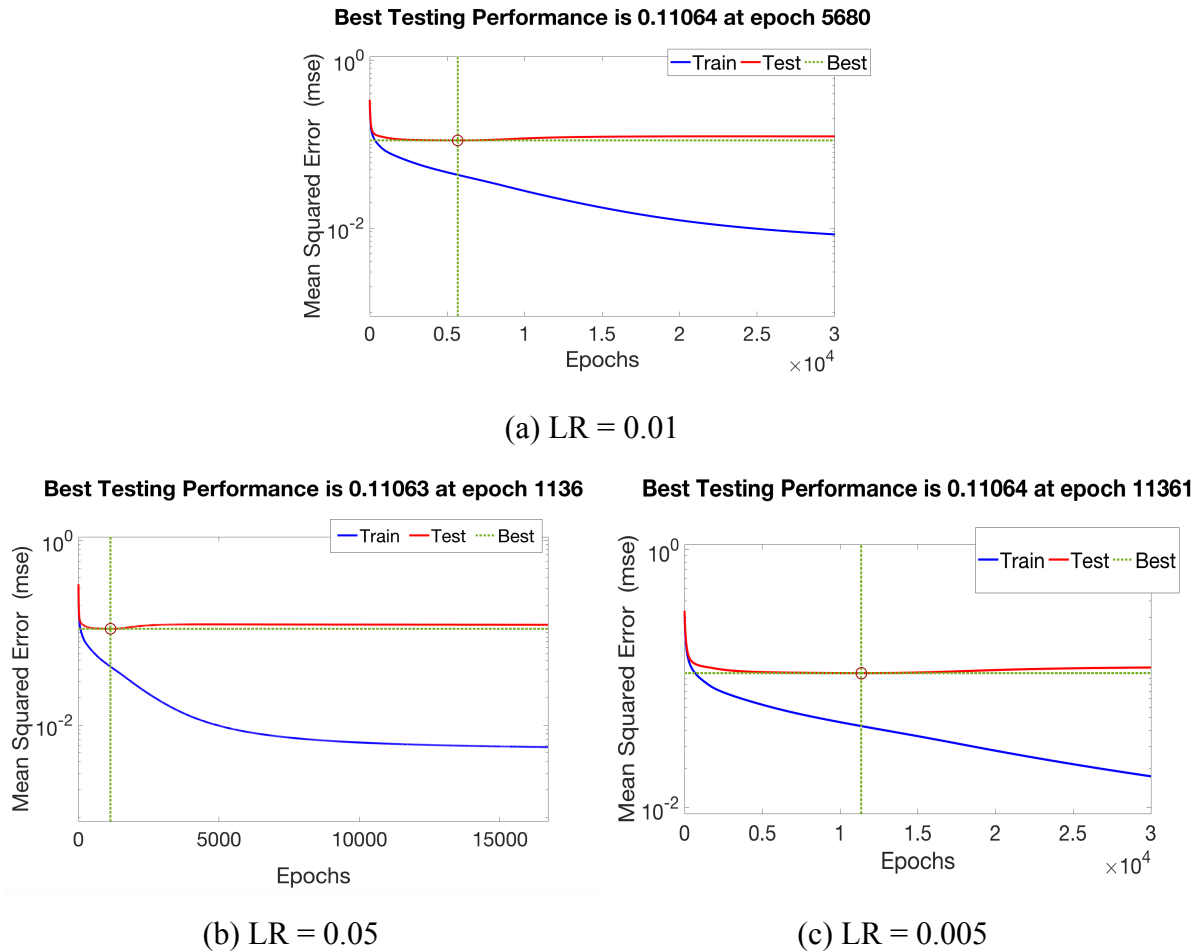 Best Testing Performance is 0.11064 at epoch 5680
Train Test Best
Mean Squared Error (mse)
10^0
10^-2
0 0.5 1 1.5 2 2.5 3
Epochs
×10^4
(a) LR = 0.01
Best Testing Performance is 0.11063 at epoch 1136
Train Test Best
Mean Squared Error (mse)
10^0
10^-2
0 5000 10000 15000
Epochs
(b) LR = 0.05
Best Testing Performance is 0.11064 at epoch 11361
Train Test Best
Mean Squared Error (mse)
10^0
10^-2
0 0.5 1 1.5 2 2.5 3
Epochs
×10^4
(c) LR = 0.005